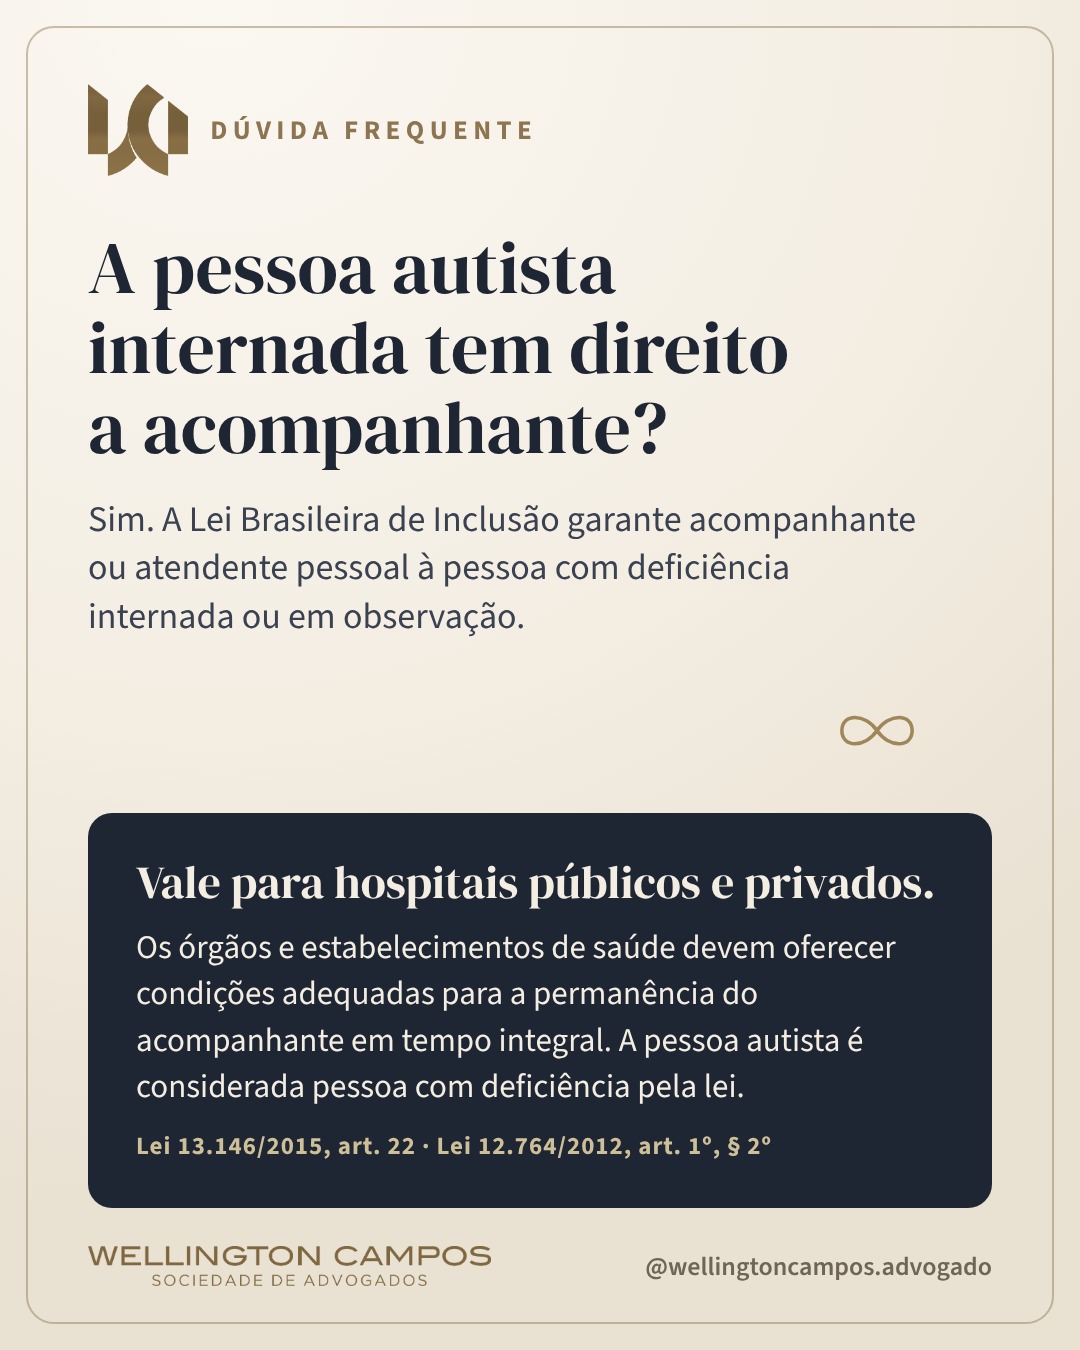 DÚVIDA FREQUENTE
A pessoa autista
internada tem direito
a acompanhante?
Sim. A Lei Brasileira de Inclusão garante acompanhante
ou atendente pessoal à pessoa com deficiência
internada ou em observação.
Vale para hospitais públicos e privados.
Os órgãos e estabelecimentos de saúde devem oferecer
condições adequadas para a permanência do
acompanhante em tempo integral. A pessoa autista é
considerada pessoa com deficiência pela lei.
Lei 13.146/2015, art. 22 · Lei 12.764/2012, art. 1º, § 2º
WELLINGTON CAMPOS
SOCIEDADE DE ADVOGADOS
@wellingtoncampos.advogado